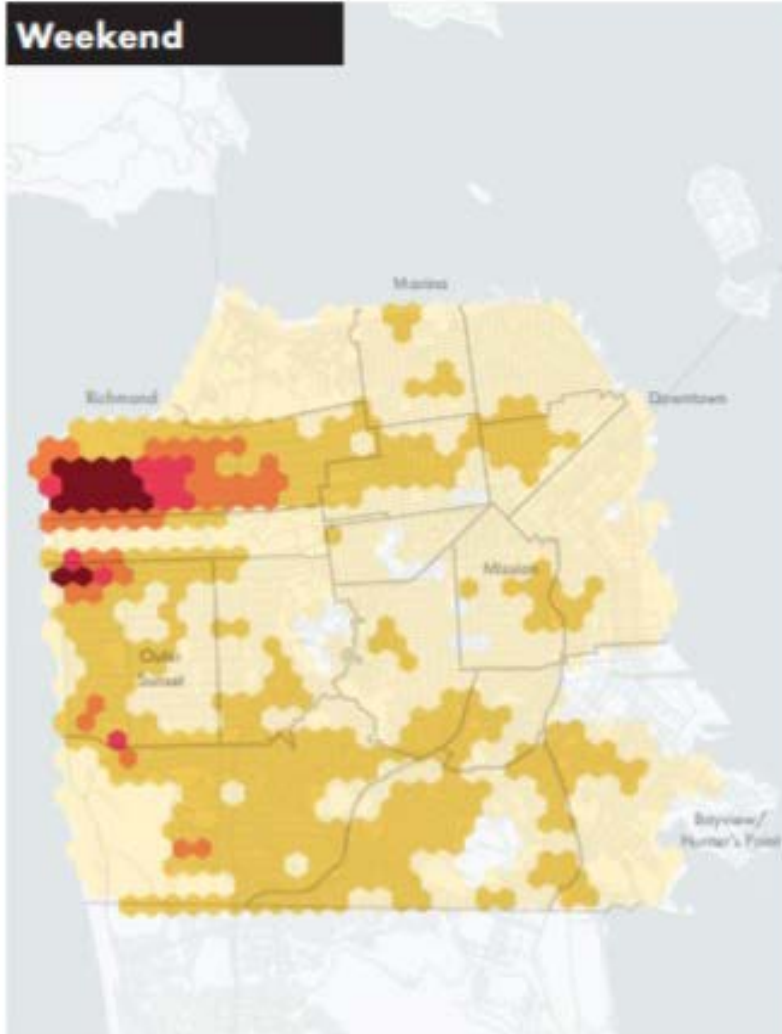 Weekend
Marina
Richmond
Downtown
Mission
Outer
Sunset
Bayview/
Hunter's Point